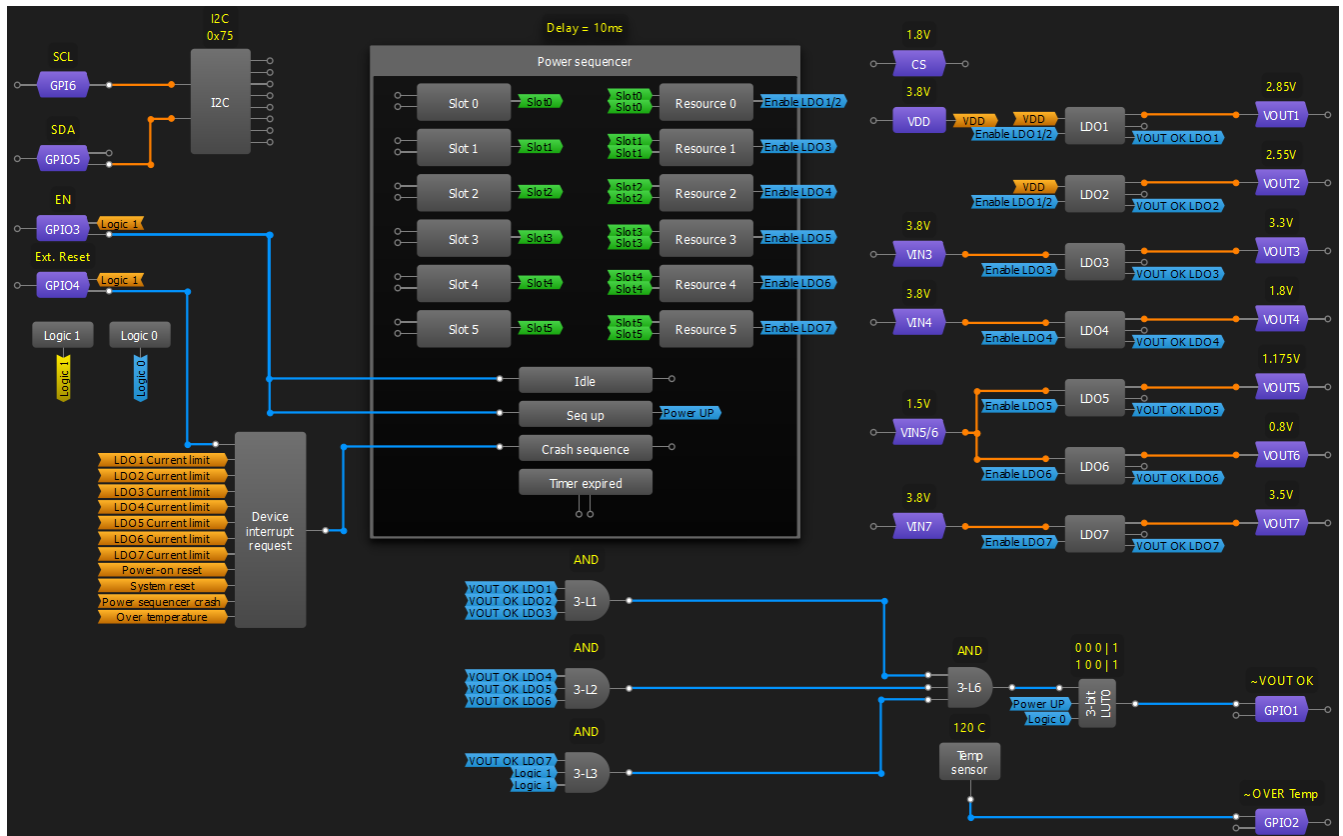 I2C
0x75
SCL
GPI6
I2C
SDA
GPIO5
EN
GPIO3
Logic 1
Ext. Reset
GPIO4
Logic 1
Logic 1
Logic 0
Logic 1
Logic 0
LDO1 Current limit
LDO2 Current limit
LDO3 Current limit
LDO4 Current limit
LDO5 Current limit
LDO6 Current limit
LDO7 Current limit
Power-on reset
System reset
Power sequencer crash
Over temperature
Device
interrupt
request
Delay = 10ms
Power sequencer
Slot 0
Slot0
Slot0
Slot0
Resource 0
Enable LDO1/2
Slot 1
Slot1
Slot1
Slot1
Resource 1
Enable LDO3
Slot 2
Slot2
Slot2
Slot2
Resource 2
Enable LDO4
Slot 3
Slot3
Slot3
Slot3
Resource 3
Enable LDO5
Slot 4
Slot4
Slot4
Slot4
Resource 4
Enable LDO6
Slot 5
Slot5
Slot5
Slot5
Resource 5
Enable LDO7
Idle
Seq up
Power UP
Crash sequence
Timer expired
1.8V
CS
3.8V
VDD
VDD
VDD
Enable LDO1/2
LDO1
VOUT OK LDO1
2.85V
VOUT1
VDD
Enable LDO1/2
LDO2
VOUT OK LDO2
2.55V
VOUT2
3.8V
VIN3
Enable LDO3
LDO3
VOUT OK LDO3
3.3V
VOUT3
3.8V
VIN4
Enable LDO4
LDO4
VOUT OK LDO4
1.8V
VOUT4
1.5V
VIN5/6
Enable LDO5
LDO5
VOUT OK LDO5
1.175V
VOUT5
Enable LDO6
LDO6
VOUT OK LDO6
0.8V
VOUT6
3.8V
VIN7
Enable LDO7
LDO7
VOUT OK LDO7
3.5V
VOUT7
AND
VOUT OK LDO1
VOUT OK LDO2
VOUT OK LDO3
3-L1
AND
VOUT OK LDO4
VOUT OK LDO5
VOUT OK LDO6
3-L2
AND
VOUT OK LDO7
Logic 1
Logic 1
3-L3
AND
3-L6
0 0 0 | 1
1 0 0 | 1
Power UP
Logic 0
3-bit
LUT0
~VOUT OK
GPIO1
120 C
Temp
sensor
~OVER Temp
GPIO2